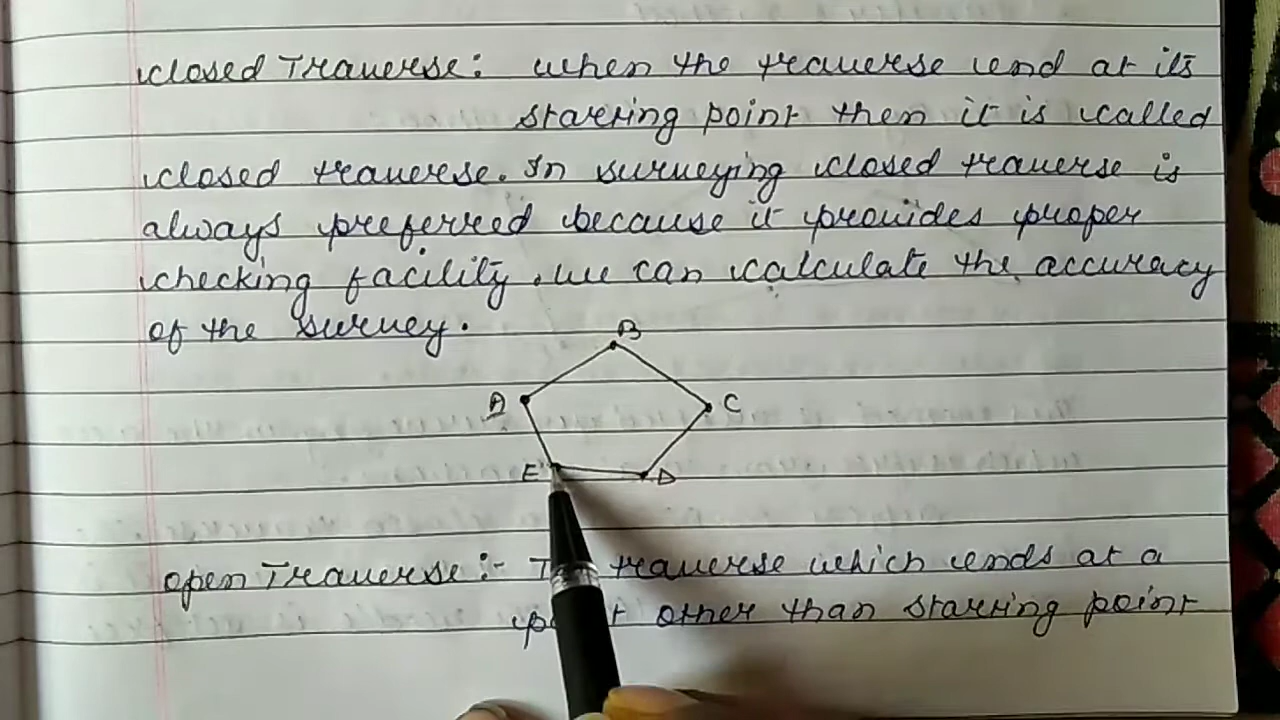 closed Traverse: when the traverse end at its
starting point then it is called
closed traverse. In surveying closed traverse is
always preferred because it provides proper
checking facility. we can calculate the accuracy
of the survey.
B
A C
E D
open Traverse :- traverse which ends at a
other than starting point